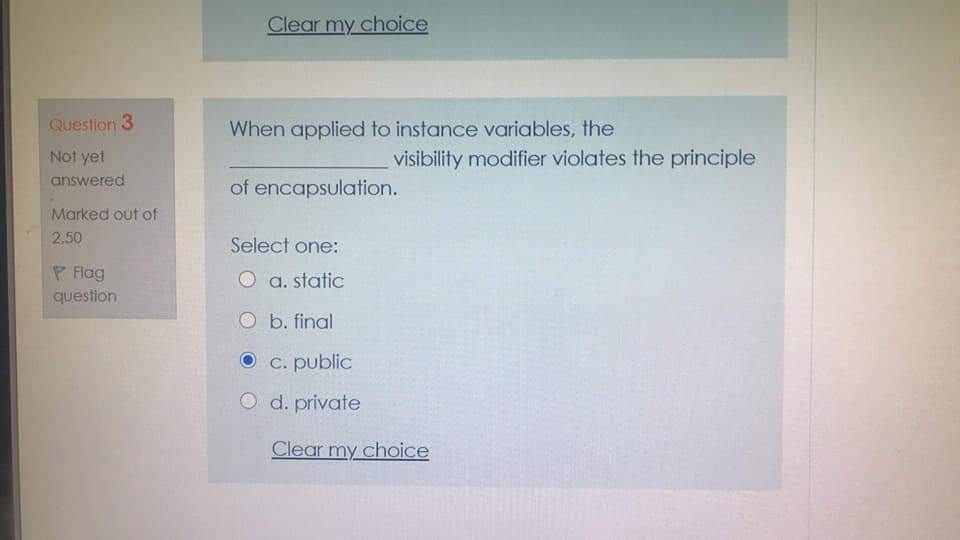 Clear my choice
Question 3
Not yet
answered
Marked out of
2.50
Flag
question
When applied to instance variables, the
________________ visibility modifier violates the principle
of encapsulation.
Select one:
a. static
b. final
c. public
d. private
Clear my choice